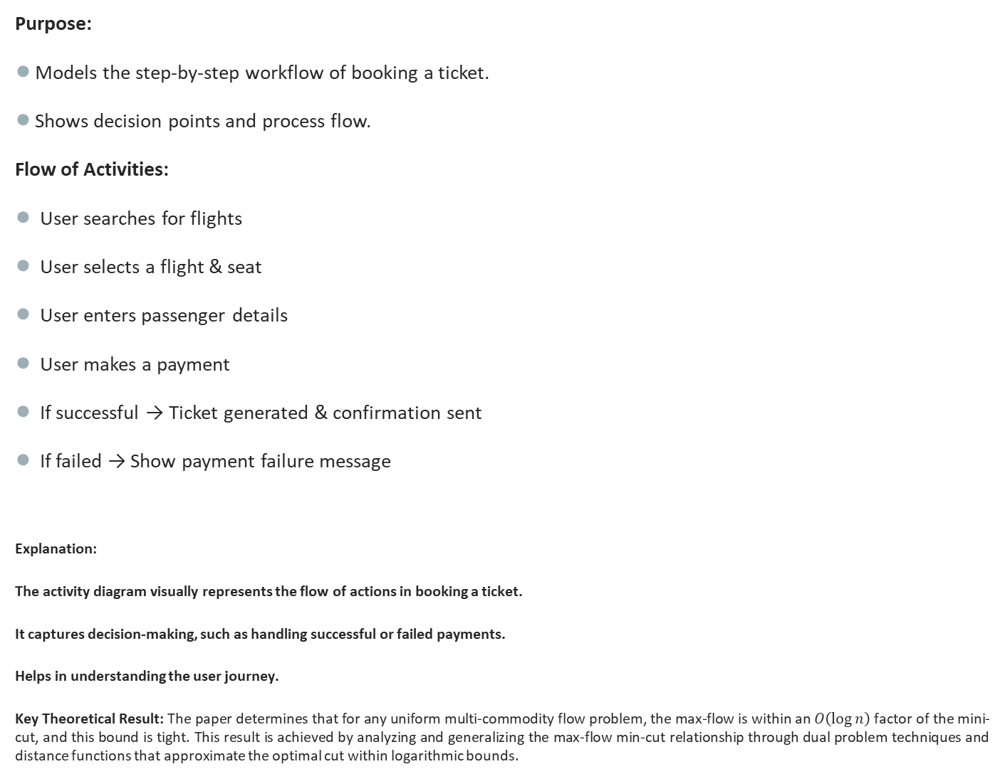 Purpose:
● Models the step-by-step workflow of booking a ticket.
● Shows decision points and process flow.
Flow of Activities:
● User searches for flights
● User selects a flight & seat
● User enters passenger details
● User makes a payment
● If successful → Ticket generated & confirmation sent
● If failed → Show payment failure message
Explanation:
The activity diagram visually represents the flow of actions in booking a ticket.
It captures decision-making, such as handling successful or failed payments.
Helps in understanding the user journey.
Key Theoretical Result: The paper determines that for any uniform multi-commodity flow problem, the max-flow is within an O(log n) factor of the mini-
cut, and this bound is tight. This result is achieved by analyzing and generalizing the max-flow min-cut relationship through dual problem techniques and
distance functions that approximate the optimal cut within logarithmic bounds.